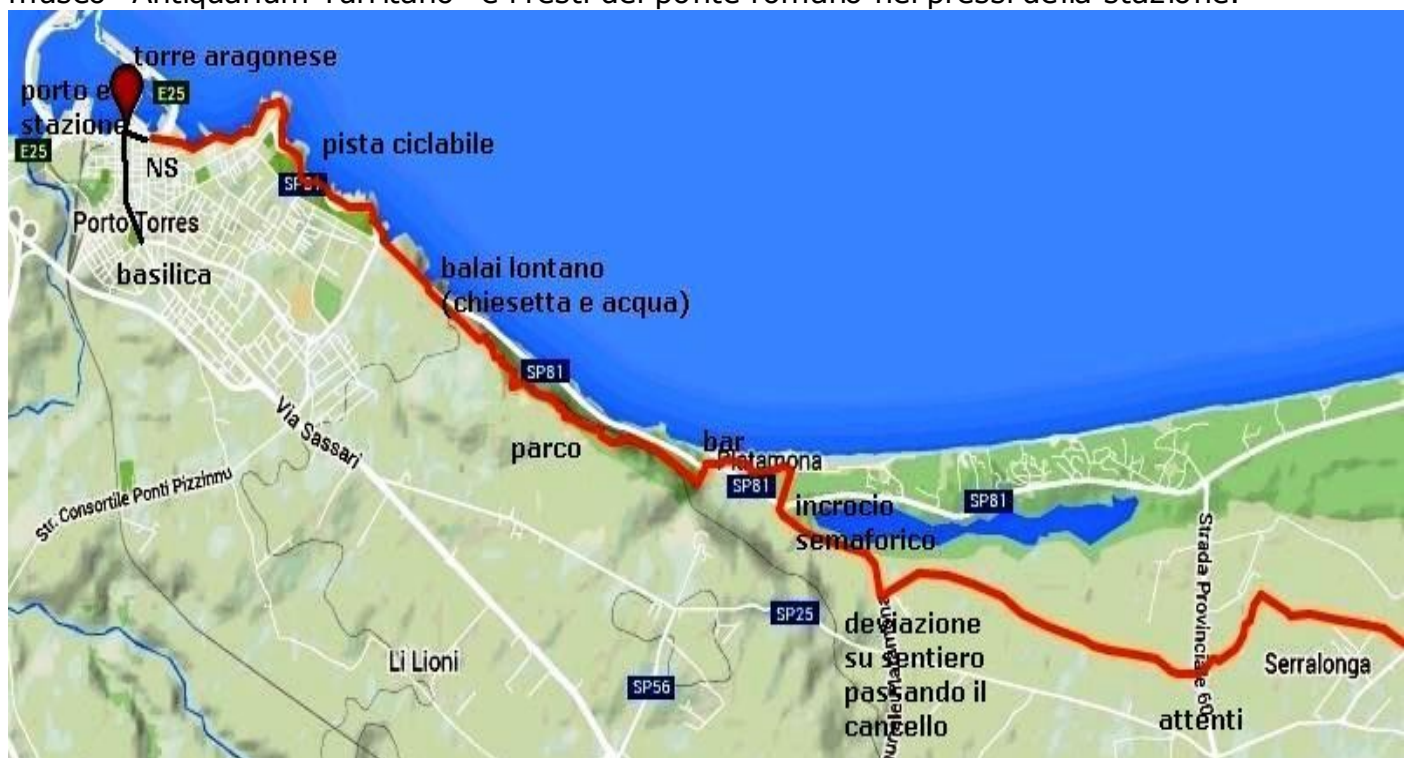 museo "Antiquarium Turritano" e i resti del ponte romano nei pressi della stazione.
torre aragonese
porto e
stazione
E25
E25
NS
pista ciclabile
SP81
Porto Torres
basilica
balai lontano
(chiesetta e acqua)
SP81
Via Sassari
parco
bar
Platamona
SP81
SP81
incrocio
semaforico
Str. Consortile Ponti Pizzinnu
Strada Provinciale 60
SP25
deviazione
su sentiero
passando il
cancello
Li Lioni
SP56
Serralonga
attenti